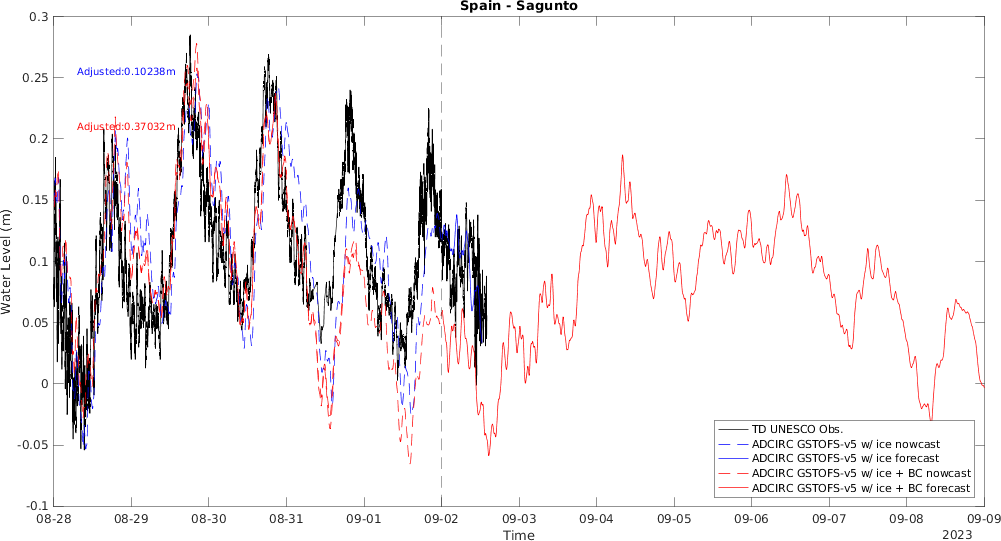 Spain - Sagunto
0.3
0.25
0.2
0.15
0.1
0.05
0
-0.05
-0.1
Water Level (m)
Adjusted:0.10238m
Adjusted:0.37032m
TD UNESCO Obs.
ADCIRC GSTOFS-v5 w/ ice nowcast
ADCIRC GSTOFS-v5 w/ ice forecast
ADCIRC GSTOFS-v5 w/ ice + BC nowcast
ADCIRC GSTOFS-v5 w/ ice + BC forecast
08-28 08-29 08-30 08-31 09-01 09-02 09-03 09-04 09-05 09-06 09-07 09-08 09-09
Time
2023